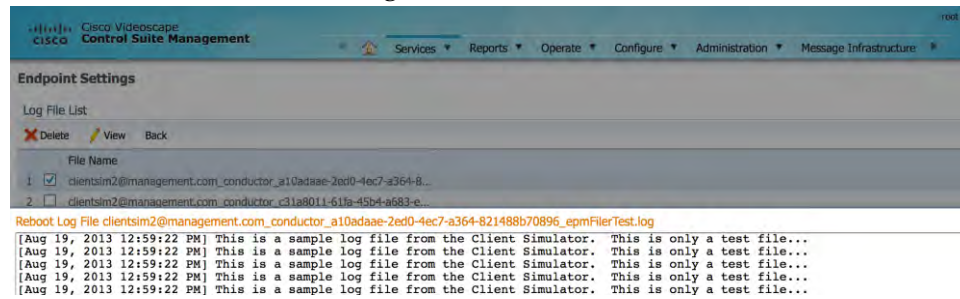 root
Cisco Videoscape
CISCO Control Suite Management
Services Reports Operate Configure Administration Message Infrastructure
Endpoint Settings
Log File List
Delete View Back
File Name
1 clientsim2@management.com_conductor_a10adaae-2ed0-4ec7-a364-8...
2 clientsim2@management.com_conductor_c31a8011-61fa-45b4-a683-e...
Reboot Log File clientsim2@management.com_conductor_a10adaae-2ed0-4ec7-a364-821488b70896_epmFilerTest.log
[Aug 19, 2013 12:59:22 PM] This is a sample log file from the Client Simulator. This is only a test file...
[Aug 19, 2013 12:59:22 PM] This is a sample log file from the Client Simulator. This is only a test file...
[Aug 19, 2013 12:59:22 PM] This is a sample log file from the Client Simulator. This is only a test file...
[Aug 19, 2013 12:59:22 PM] This is a sample log file from the Client Simulator. This is only a test file...
[Aug 19, 2013 12:59:22 PM] This is a sample log file from the Client Simulator. This is only a test file...